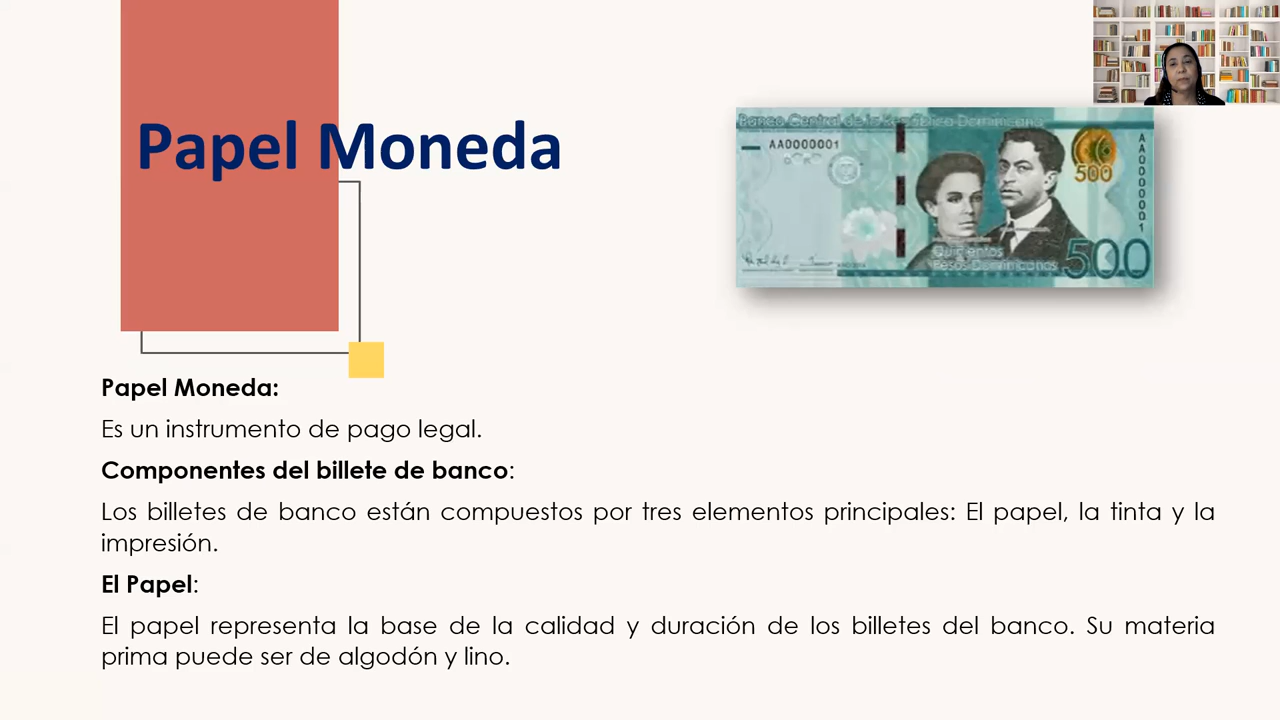 Papel Moneda
Banco Central de la República Dominicana
AA0000001
500
AA0000001
Quinientos
Pesos Dominicanos
500
Papel Moneda:
Es un instrumento de pago legal.
Componentes del billete de banco:
Los billetes de banco están compuestos por tres elementos principales: El papel, la tinta y la
impresión.
El Papel:
El papel representa la base de la calidad y duración de los billetes del banco. Su materia
prima puede ser de algodón y lino.